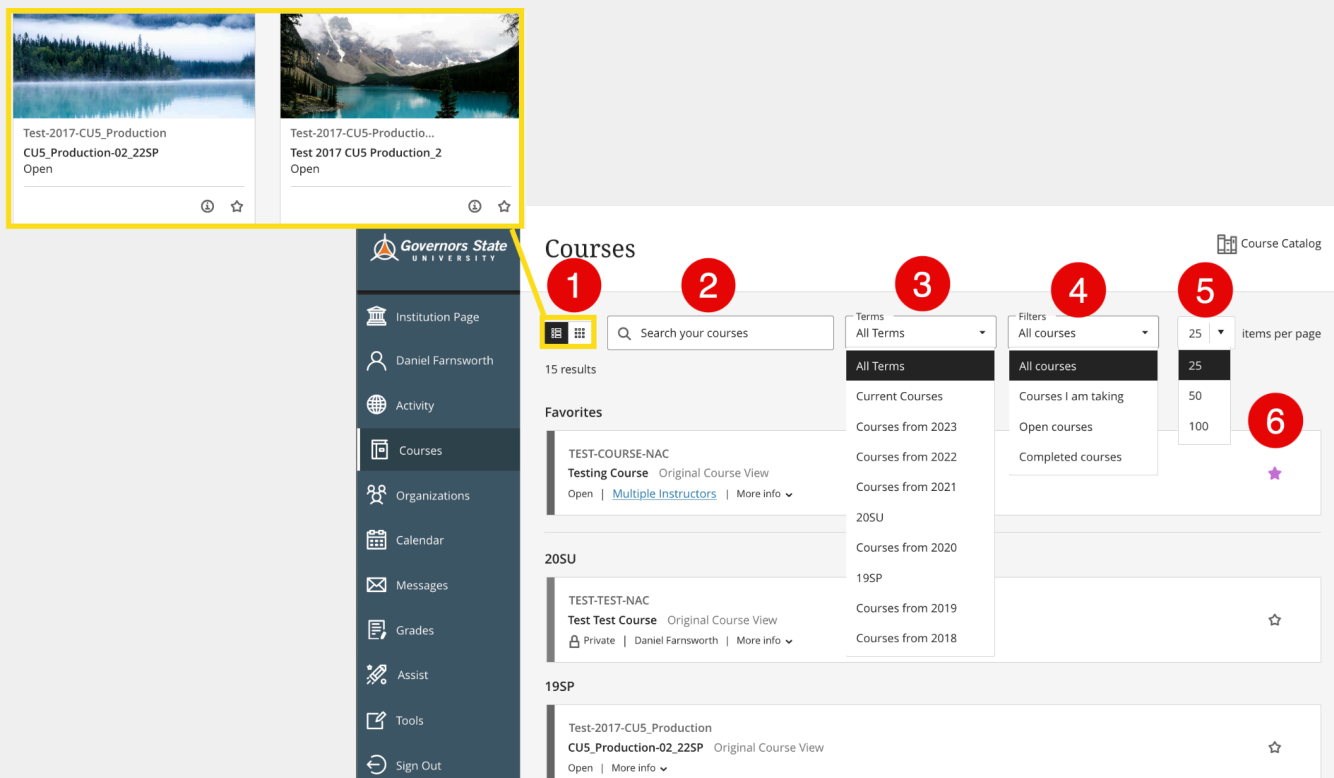 Test-2017-CU5_Production
CU5_Production-02_22SP
Open
Test-2017-CU5-Productio...
Test 2017 CU5 Production_2
Open
Governors State
UNIVERSITY
Institution Page
Daniel Farnsworth
Activity
Courses
Organizations
Calendar
Messages
Grades
Assist
Tools
Sign Out
Courses
Course Catalog
1
2
3
4
5
6
Search your courses
Terms
All Terms
All Terms
Current Courses
Courses from 2023
Courses from 2022
Courses from 2021
20SU
Courses from 2020
19SP
Courses from 2019
Courses from 2018
Filters
All courses
All courses
Courses I am taking
Open courses
Completed courses
25 items per page
25
50
100
15 results
Favorites
TEST-COURSE-NAC
Testing Course Original Course View
Open | Multiple Instructors | More info
20SU
TEST-TEST-NAC
Test Test Course Original Course View
Private | Daniel Farnsworth | More info
19SP
Test-2017-CU5_Production
CU5_Production-02_22SP Original Course View
Open | More info